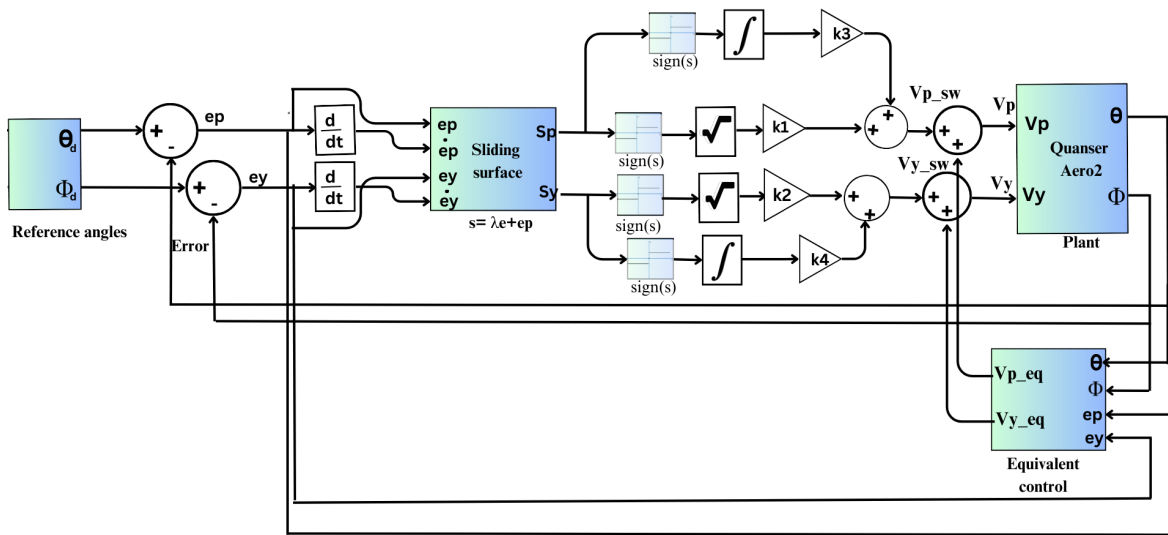 θd
Φd
Reference angles
+
-
ep
+
-
ey
Error
d
dt
d
dt
ep
ėp
ey
ėy
Sliding
surface
Sp
Sy
s= λe+ep
sign(s)
∫
k3
sign(s)
√
k1
sign(s)
√
k2
sign(s)
∫
k4
+
+
+
+
Vp_sw
+
+
Vy_sw
+
+
Vp
Vy
Vp
Vy
Quanser
Aero2
θ
Φ
Plant
Vp_eq
Vy_eq
θ
Φ
ep
ey
Equivalent
control